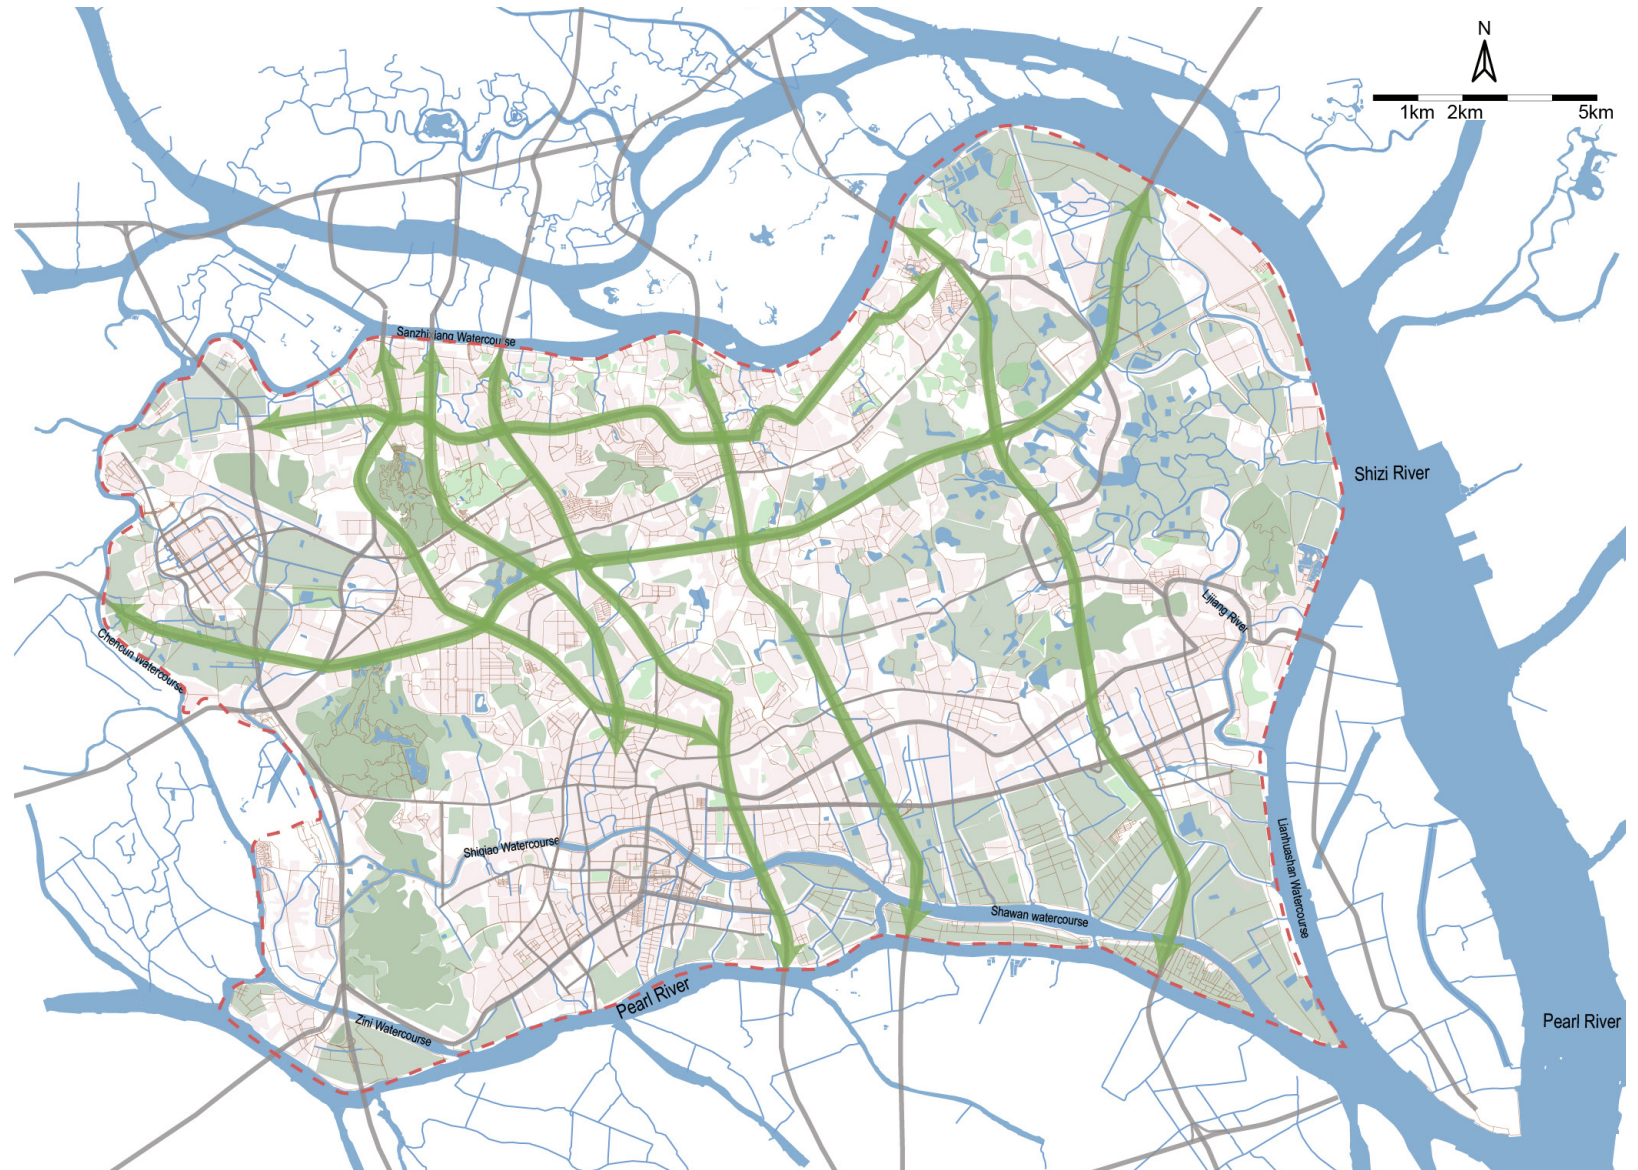 N
1km 2km 5km
Sanzhixiang Watercourse
Shizi River
Lijiang River
Chencun Watercourse
Shiqiao Watercourse
Lianhuashan Watercourse
Shawan watercourse
Pearl River
Pearl River
Zini Watercourse